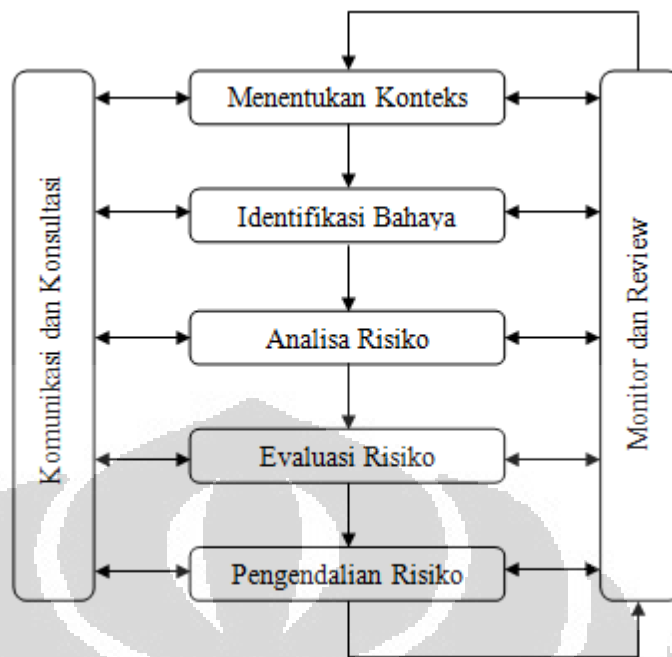 Menentukan Konteks
Identifikasi Bahaya
Analisa Risiko
Evaluasi Risiko
Pengendalian Risiko
Komunikasi dan Konsultasi
Monitor dan Review